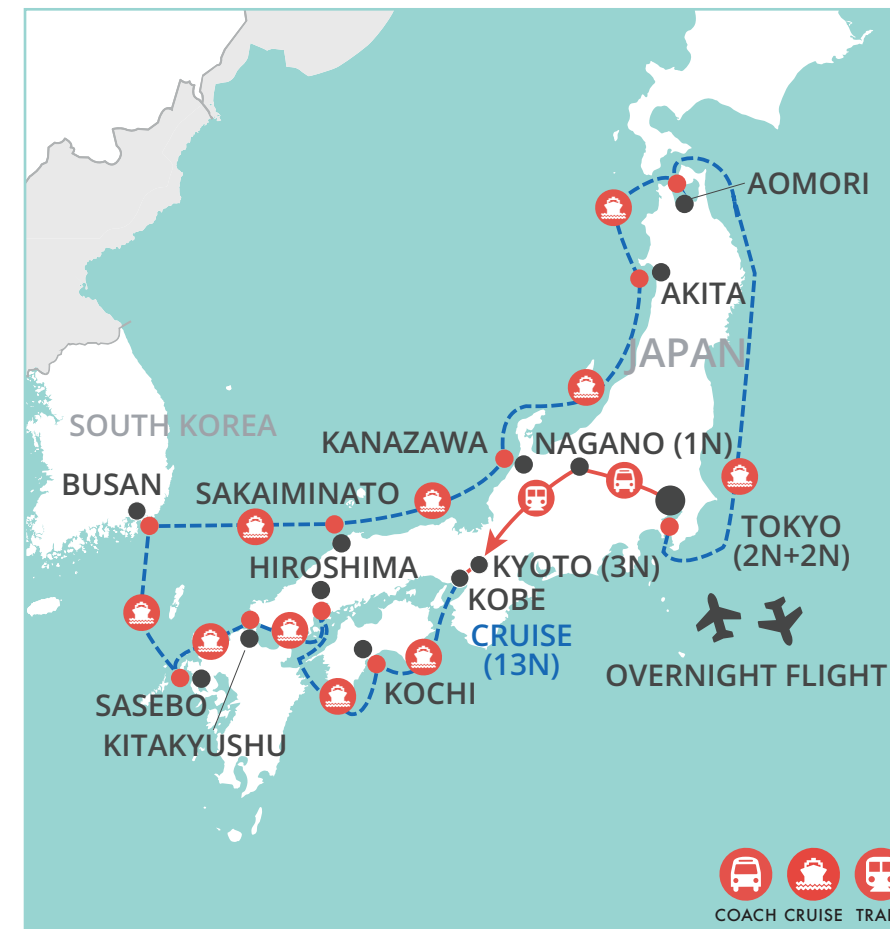 AOMORI
AKITA
JAPAN
SOUTH KOREA
KANAZAWA
NAGANO (1N)
BUSAN
SAKAIMINATO
TOKYO
(2N+2N)
HIROSHIMA
KYOTO (3N)
KOBE
CRUISE
(13N)
OVERNIGHT FLIGHT
KOCHI
SASEBO
KITAKYUSHU
COACH CRUISE